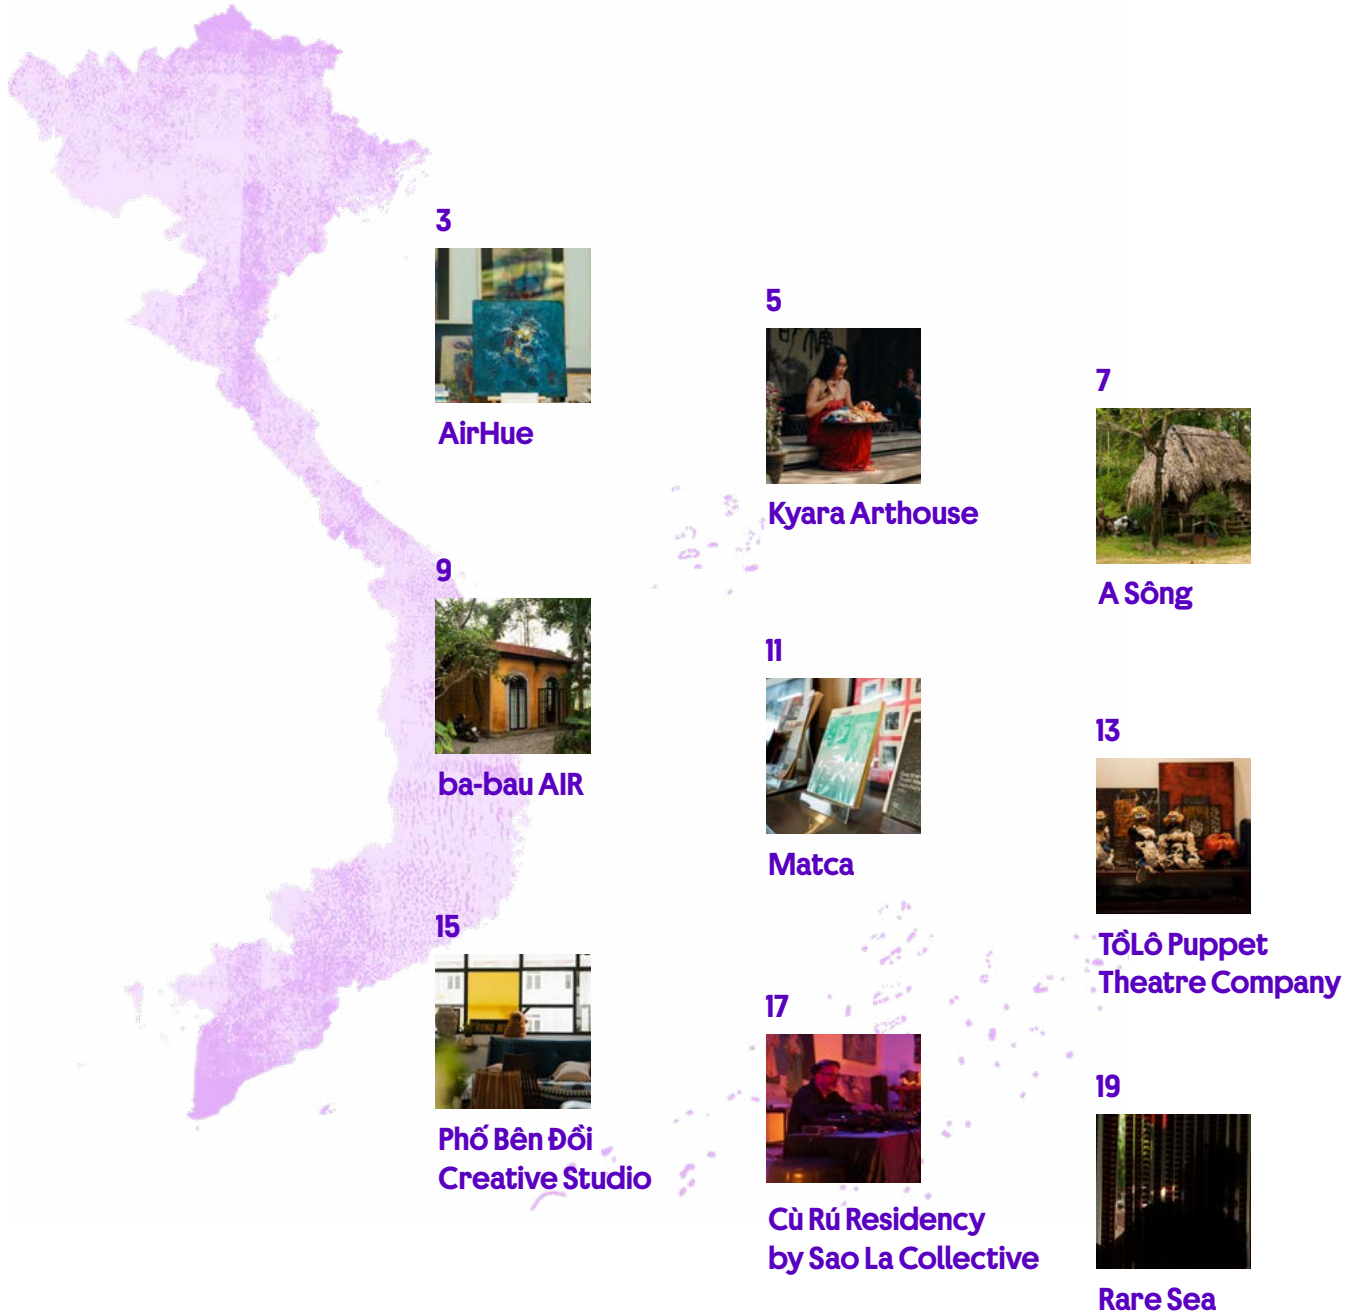 3
AirHue
5
Kyara Arthouse
7
A Sông
9
ba-bau AIR
11
Matca
13
TồLô Puppet
Theatre Company
15
Phố Bên Đồi
Creative Studio
17
Cù Rú Residency
by Sao La Collective
19
Rare Sea